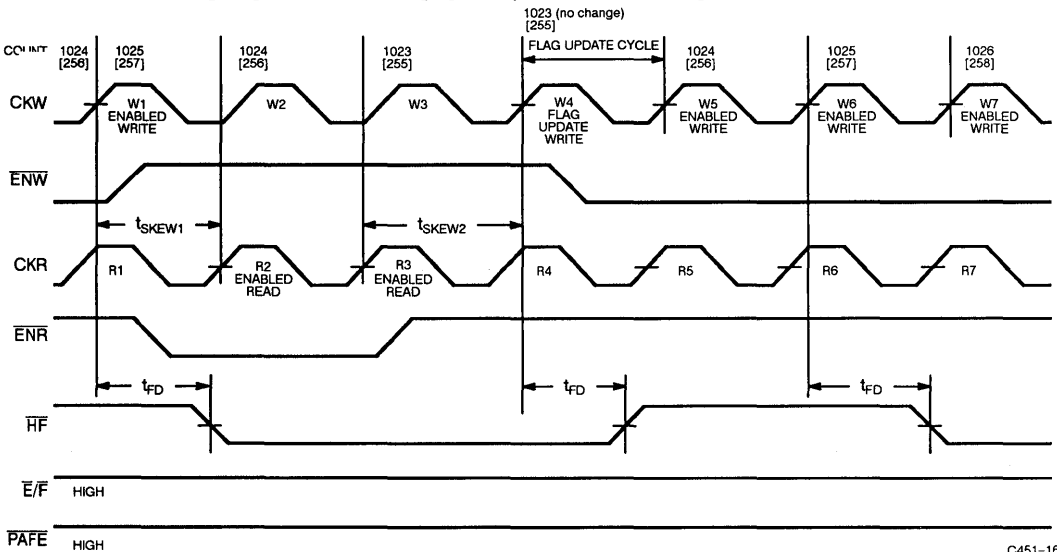 1023 (no change)
[255]
COUNT 1024 1025 1024 1023 FLAG UPDATE CYCLE 1024 1025 1026
[256] [257] [256] [255] [256] [257] [258]
CKW W1 ENABLED WRITE W2 W3 W4 FLAG UPDATE WRITE W5 ENABLED WRITE W6 ENABLED WRITE W7 ENABLED WRITE
ENW
tSKEW1 tSKEW2
CKR R1 R2 ENABLED READ R3 ENABLED READ R4 R5 R6 R7
ENR
tFD tFD tFD
HF
E/F HIGH
PAFE HIGH
C451–16